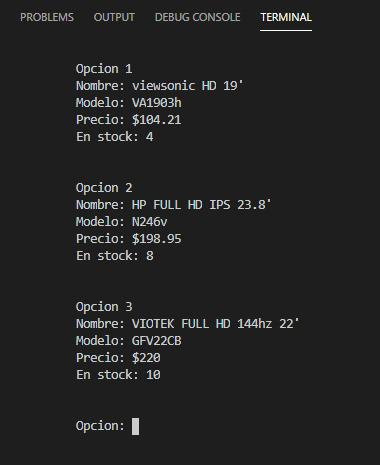 PROBLEMS OUTPUT DEBUG CONSOLE TERMINAL
Opcion 1
Nombre: viewsonic HD 19'
Modelo: VA1903h
Precio: $104.21
En stock: 4
Opcion 2
Nombre: HP FULL HD IPS 23.8'
Modelo: N246v
Precio: $198.95
En stock: 8
Opcion 3
Nombre: VIOTEK FULL HD 144hz 22'
Modelo: GFV22CB
Precio: $220
En stock: 10
Opcion: